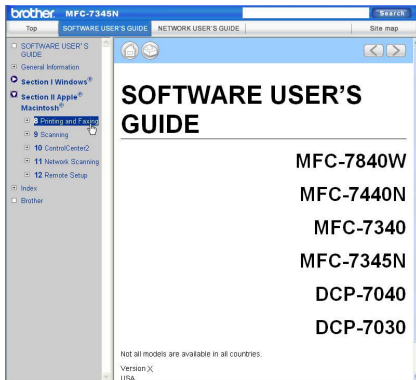 brother. MFC-7345N
Search
Top
SOFTWARE USER'S GUIDE
NETWORK USER'S GUIDE
Site map
SOFTWARE USER'S
GUIDE
General Information
Section I Windows®
Section II Apple®
Macintosh®
8 Printing and Faxing
9 Scanning
10 ControlCenter2
11 Network Scanning
12 Remote Setup
Index
Brother
SOFTWARE USER'S
GUIDE
MFC-7840W
MFC-7440N
MFC-7340
MFC-7345N
DCP-7040
DCP-7030
Not all models are available in all countries.
Version X
USA